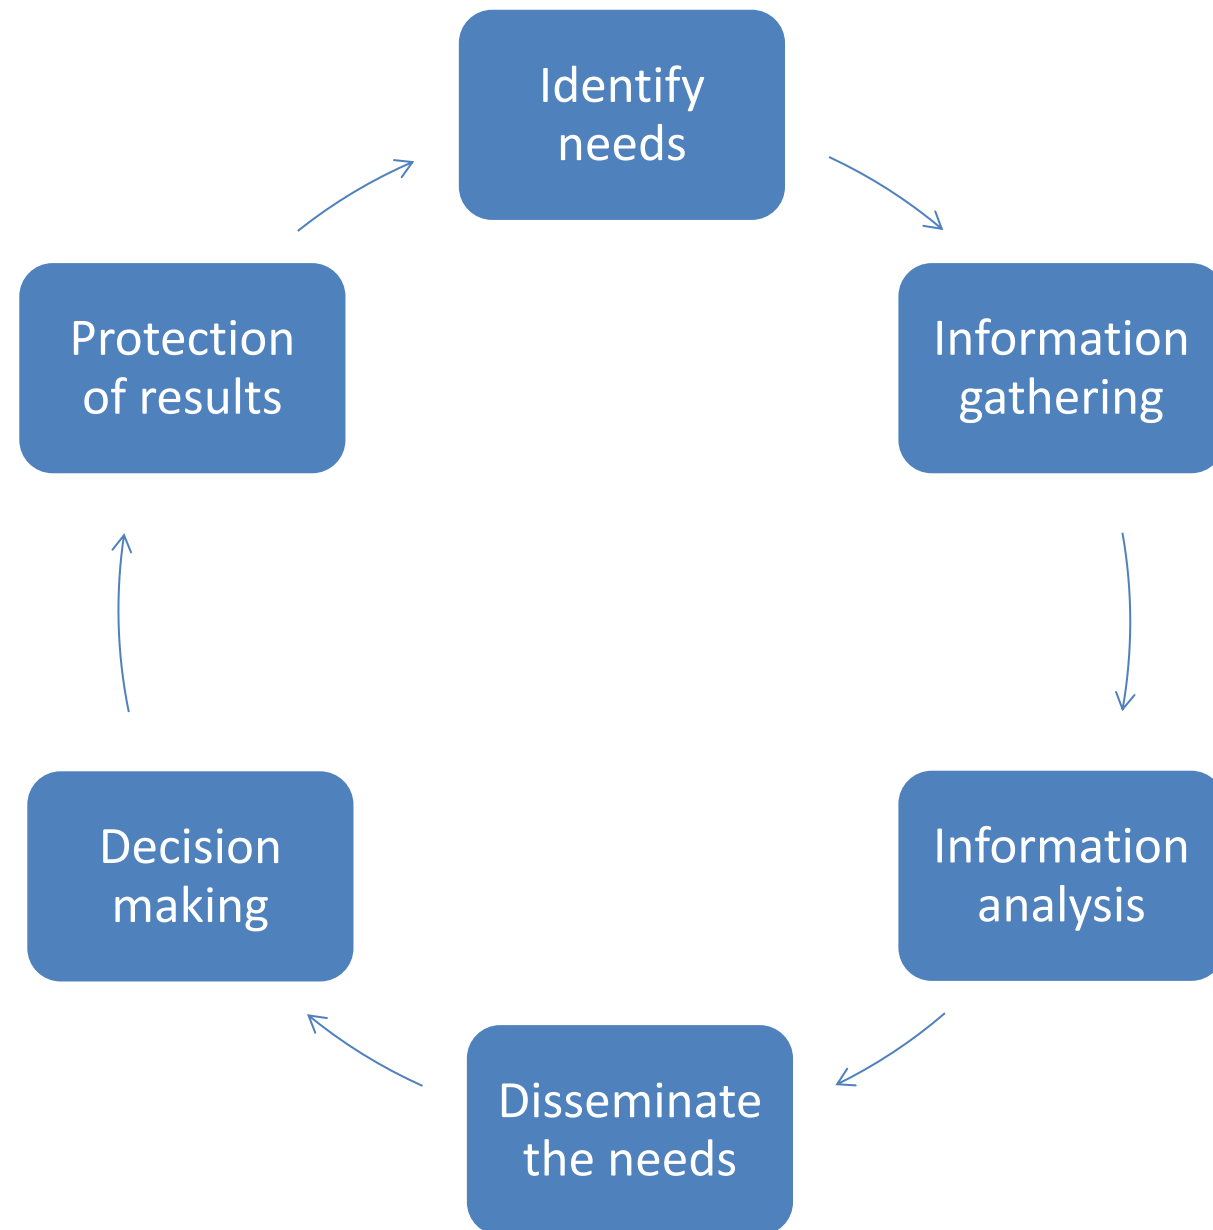 Identify
needs
Information
gathering
Information
analysis
Disseminate
the needs
Decision
making
Protection
of results